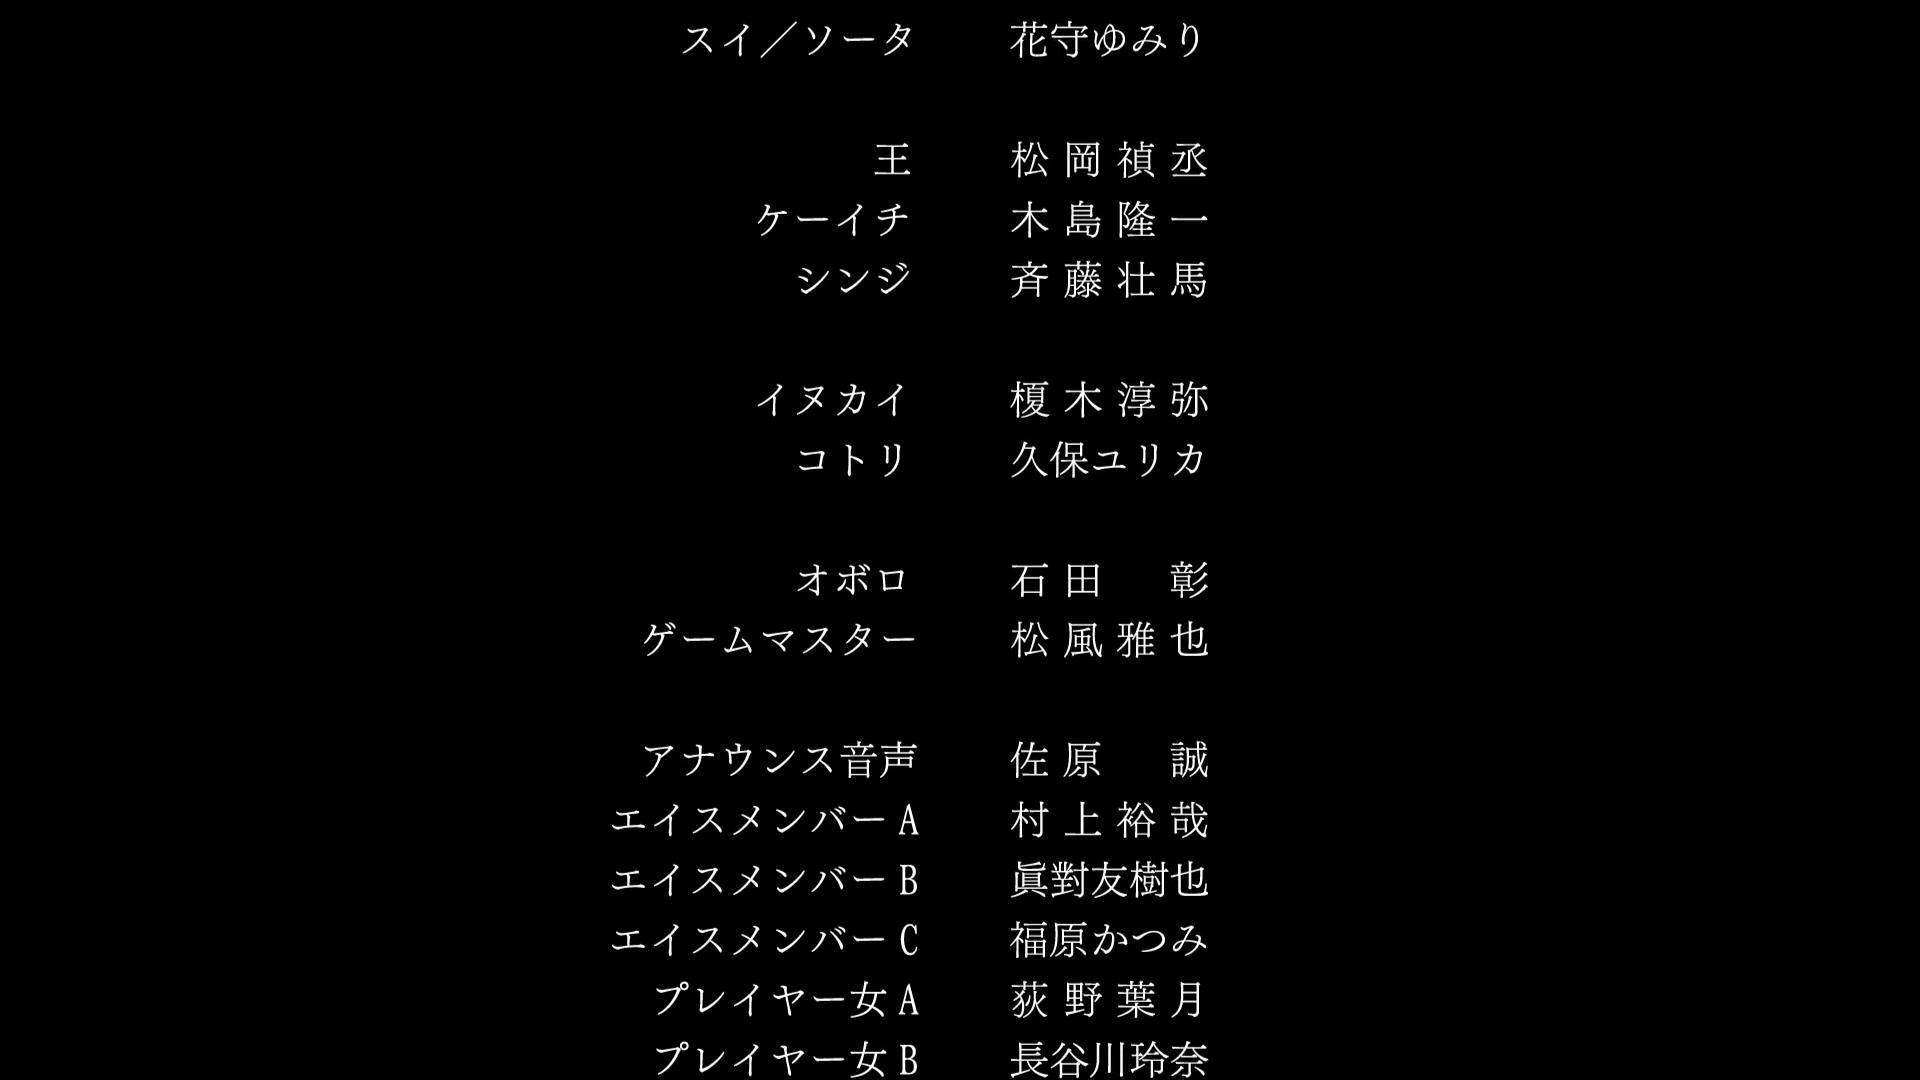 スイ／ソータ 花守ゆみり
王 松岡禎丞
ケーイチ 木島隆一
シンジ 斉藤壮馬
イヌカイ 榎木淳弥
コトリ 久保ユリカ
オボロ 石田 彰
ゲームマスター 松風雅也
アナウンス音声 佐原 誠
エイスメンバーA 村上裕哉
エイスメンバーB 眞對友樹也
エイスメンバーC 福原かつみ
プレイヤー女A 荻野葉月
プレイヤー女B 長谷川玲奈